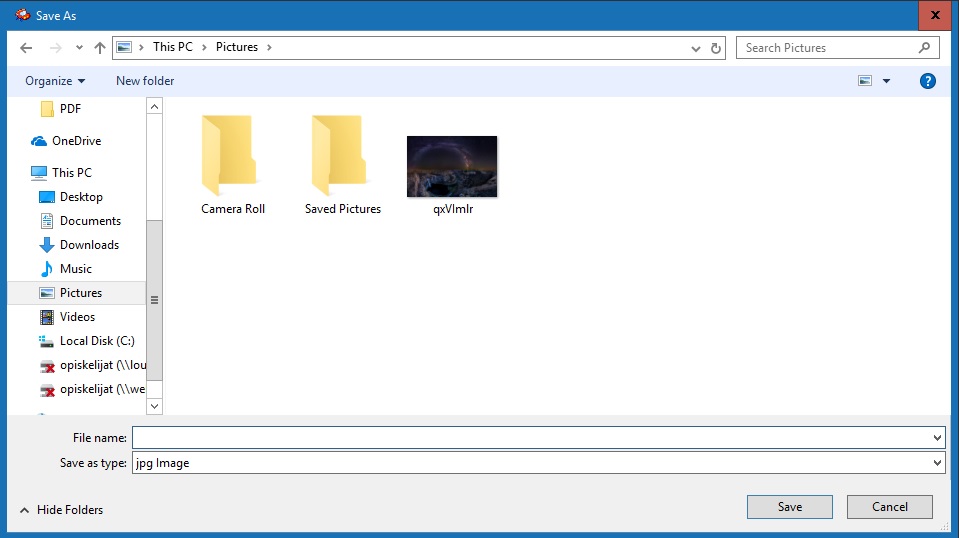 Save As
This PC
Pictures
Search Pictures
Organize
New folder
?
PDF
OneDrive
This PC
Desktop
Documents
Downloads
Music
Pictures
Videos
Local Disk (C:)
opiskelijat (\\lou
opiskelijat (\\we
Camera Roll
Saved Pictures
File name:
Save as type:
jpg Image
Hide Folders
Save
Cancel